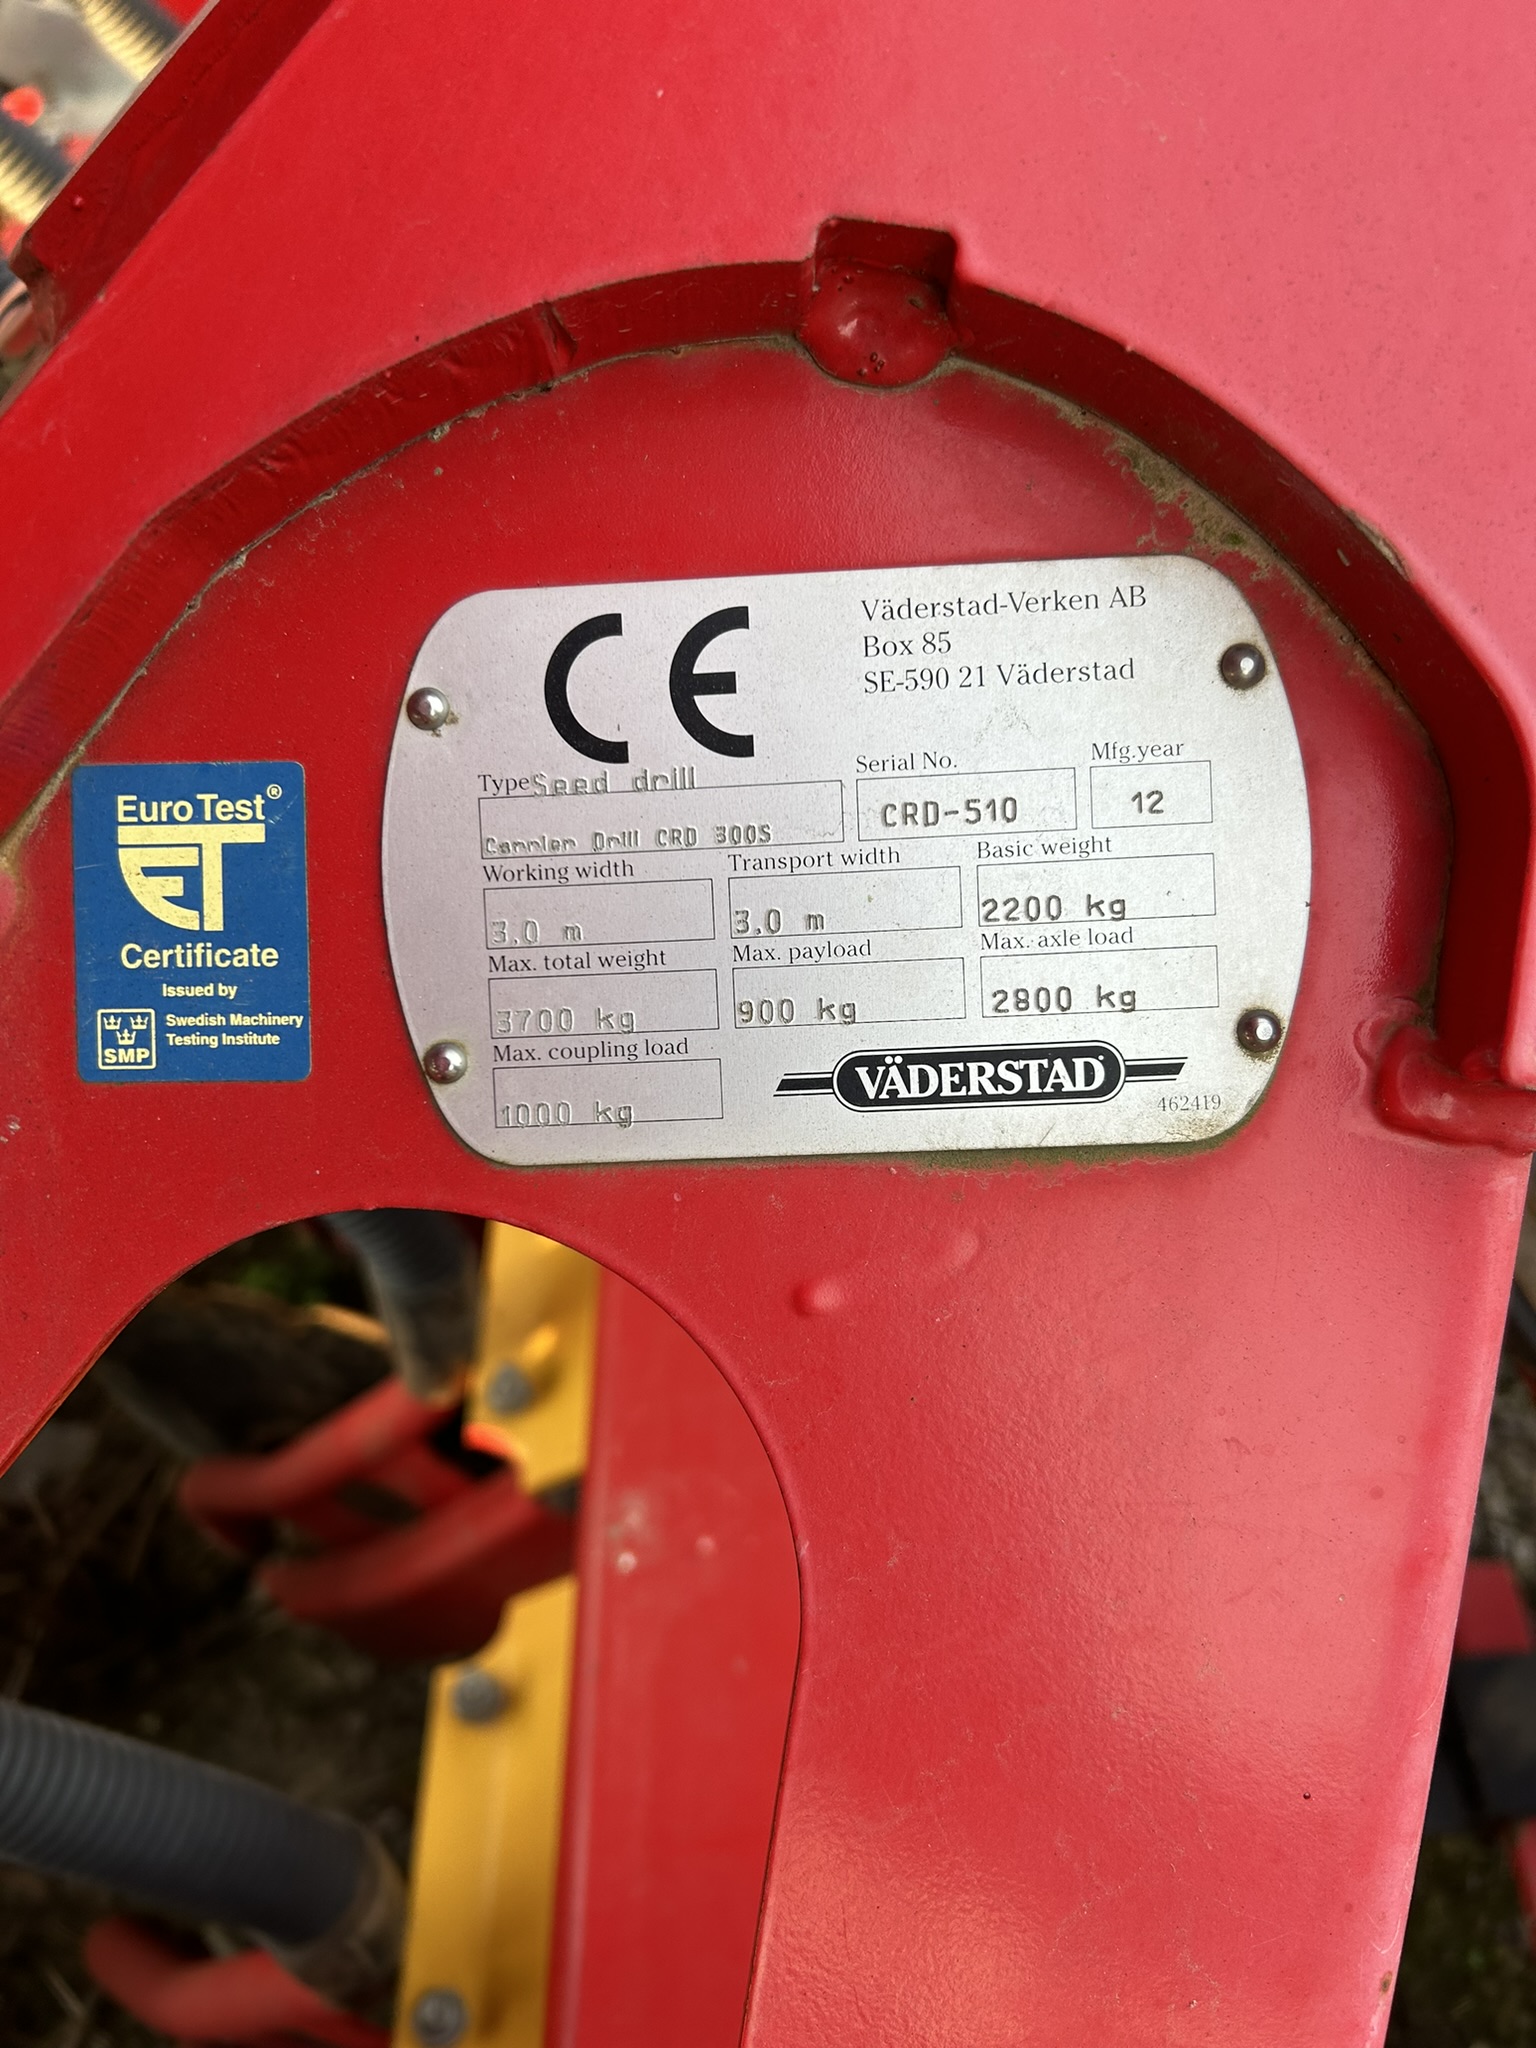 CE
Väderstad-Verken AB
Box 85
SE-590 21 Väderstad
Type Seed drill
Carrier Drill CRD 300S
Serial No.
CRD-510
Mfg.year
12
Working width
3.0 m
Transport width
3.0 m
Basic weight
2200 kg
Max. total weight
3700 kg
Max. payload
900 kg
Max. axle load
2800 kg
Max. coupling load
1000 kg
VÄDERSTAD
462419
Euro Test®
ET
Certificate
Issued by
SMP
Swedish Machinery
Testing Institute